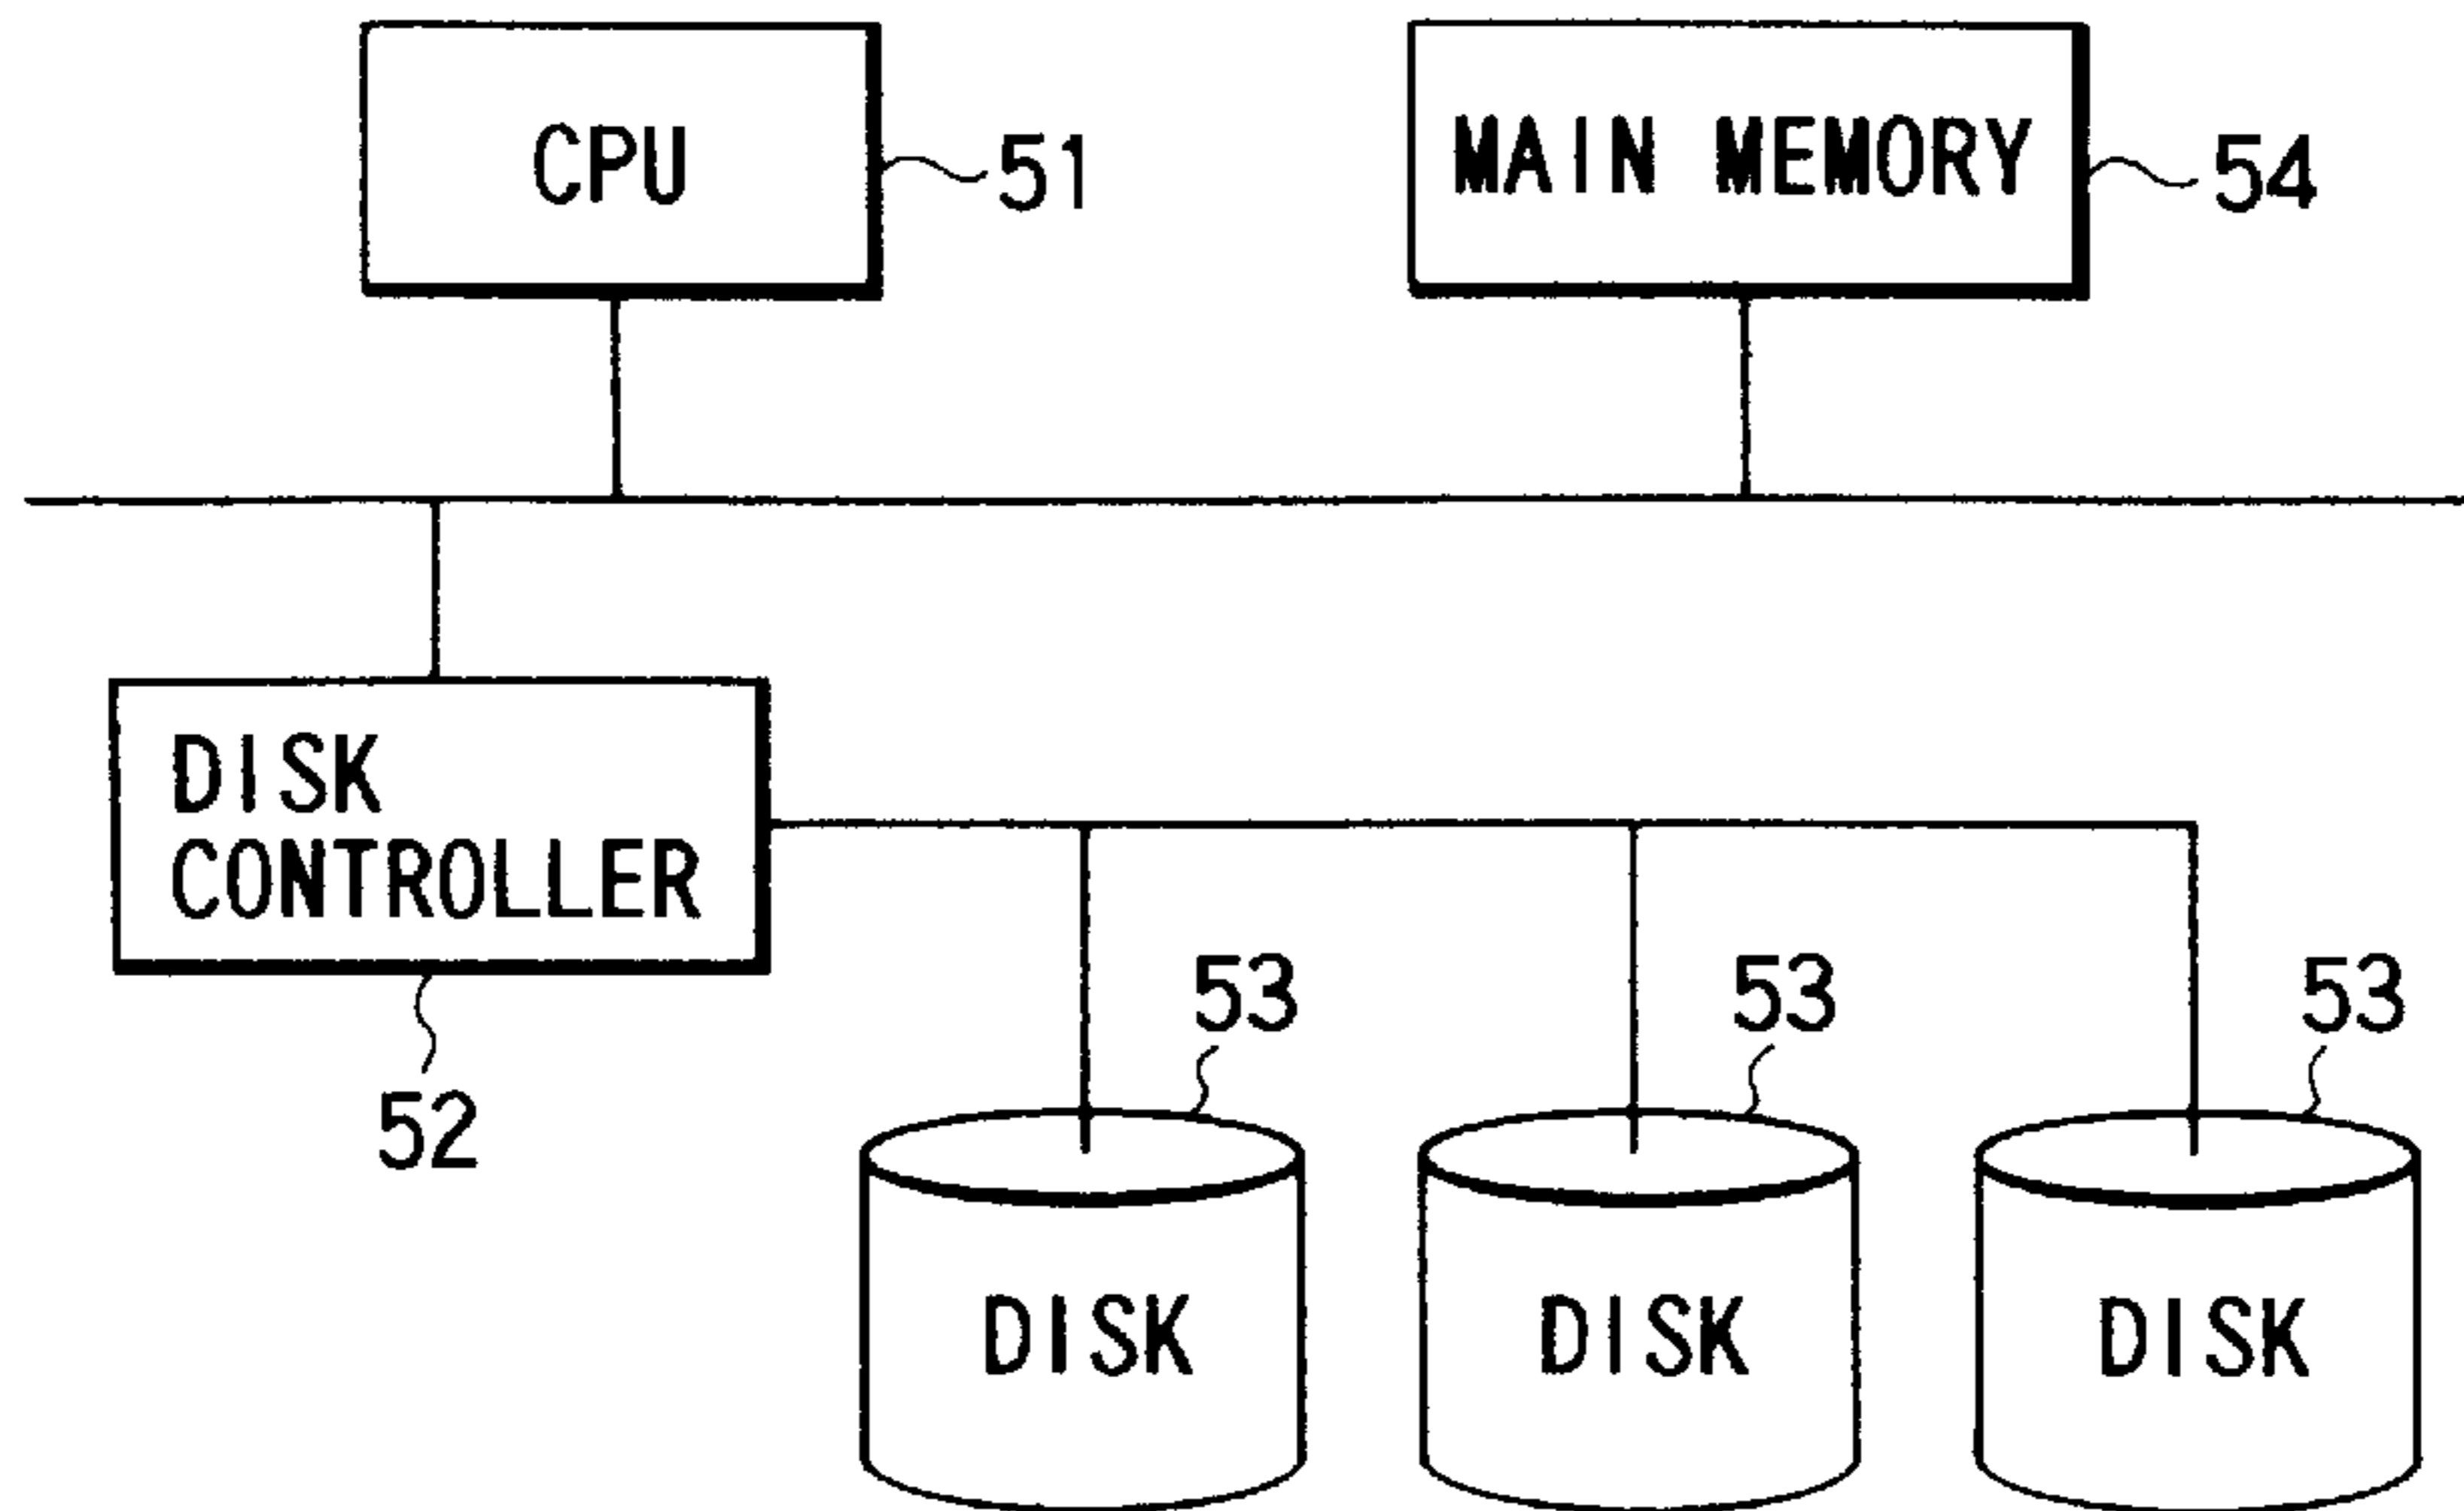 CPU
51
MAIN MEMORY
54
DISK
CONTROLLER
52
53
53
53
DISK
DISK
DISK